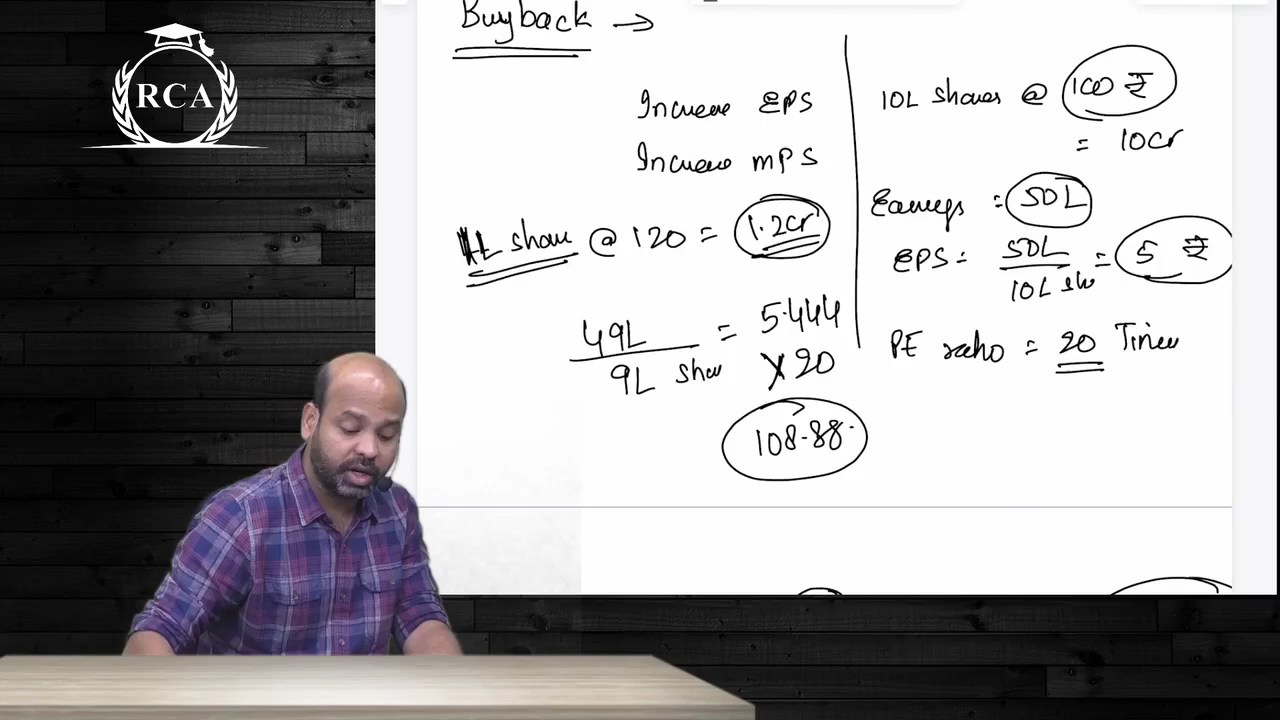 RCA
Buyback →
Increase EPS
Increase MPS
1L share @ 120 = 1.2cr
49L / 9L Share = 5.444
X 20
108.88
10L Shares @ 100 ₹
= 10cr
Earnings = 50L
EPS = 50L / 10L sh = 5 ₹
PE ratio = 20 Times